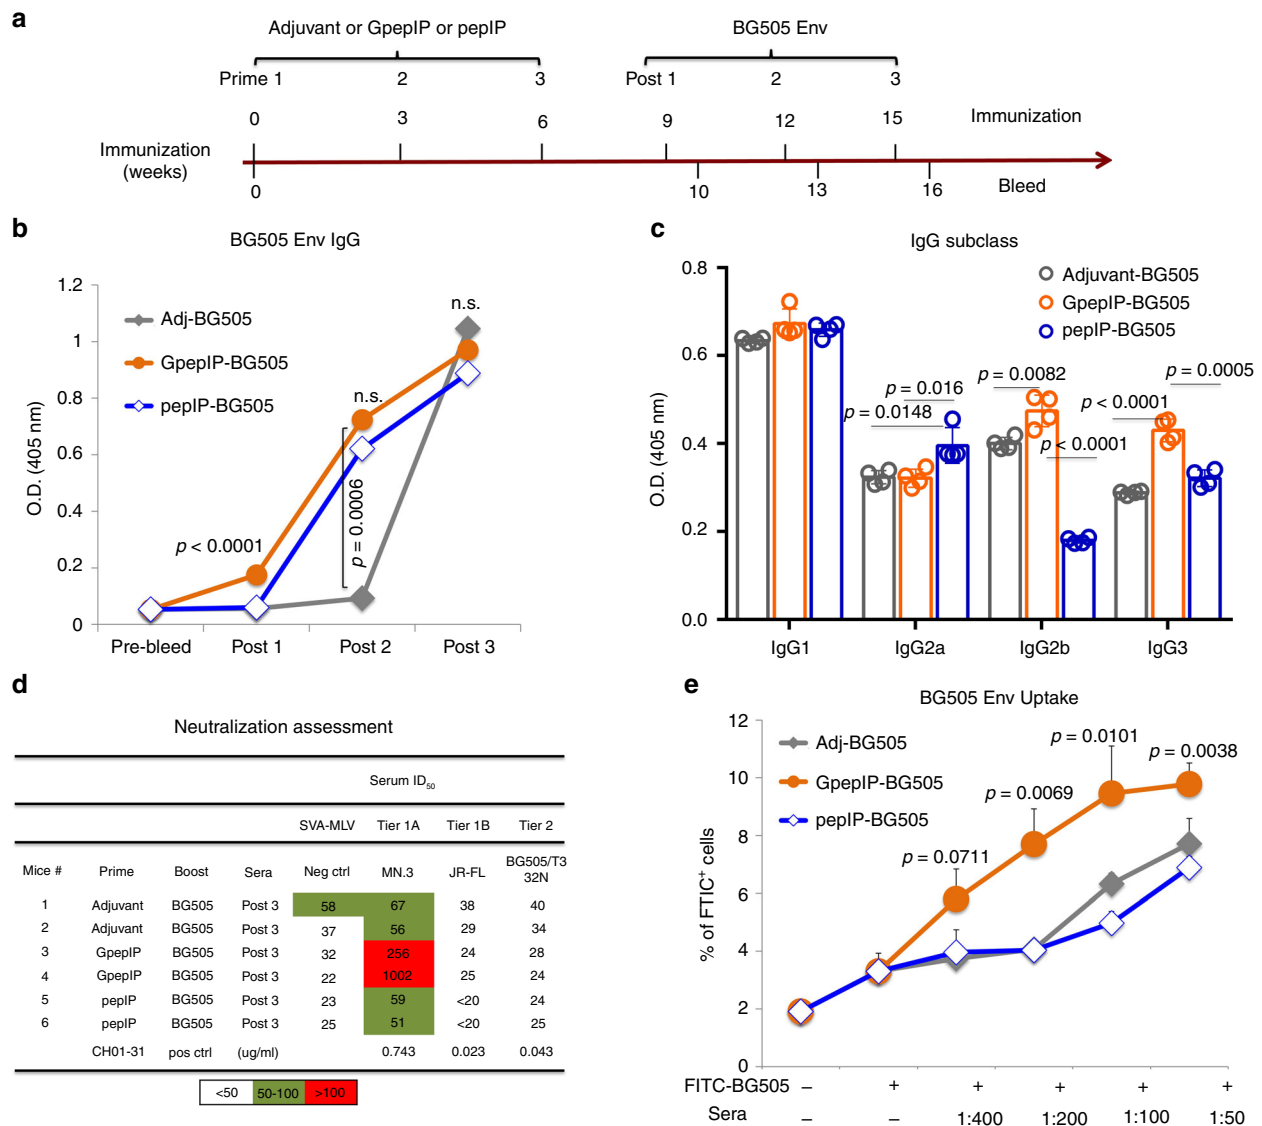 a
Adjuvant or GpepIP or pepIP
BG505 Env
Prime 1 2 3 Post 1 2 3
0 3 6 9 12 15 Immunization
Immunization
(weeks)
0 10 13 16 Bleed
b
BG505 Env IgG
1.2
1
0.8
0.6
0.4
0.2
0
O.D. (405 nm)
Adj-BG505
GpepIP-BG505
pepIP-BG505
n.s.
n.s.
p < 0.0001
p = 0.0006
Pre-bleed Post 1 Post 2 Post 3
c
IgG subclass
0.8
0.6
0.4
0.2
0.0
O.D. (405 nm)
Adjuvant-BG505
GpepIP-BG505
pepIP-BG505
p = 0.016
p = 0.0148
p = 0.0082
p < 0.0001
p < 0.0001
p = 0.0005
IgG1 IgG2a IgG2b IgG3
d
Neutralization assessment
Serum ID50
SVA-MLV Tier 1A Tier 1B Tier 2
Mice # Prime Boost Sera Neg ctrl MN.3 JR-FL BG505/T3
32N
1 Adjuvant BG505 Post 3 58 67 38 40
2 Adjuvant BG505 Post 3 37 56 29 34
3 GpepIP BG505 Post 3 32 256 24 28
4 GpepIP BG505 Post 3 22 1002 25 24
5 pepIP BG505 Post 3 23 59 <20 24
6 pepIP BG505 Post 3 25 51 <20 25
CH01-31 pos ctrl (ug/ml) 0.743 0.023 0.043
<50 50-100 >100
e
BG505 Env Uptake
12
10
8
6
4
2
0
% of FTIC+ cells
Adj-BG505
GpepIP-BG505
pepIP-BG505
p = 0.0711
p = 0.0069
p = 0.0101
p = 0.0038
FITC-BG505 – + + + + +
Sera – – 1:400 1:200 1:100 1:50